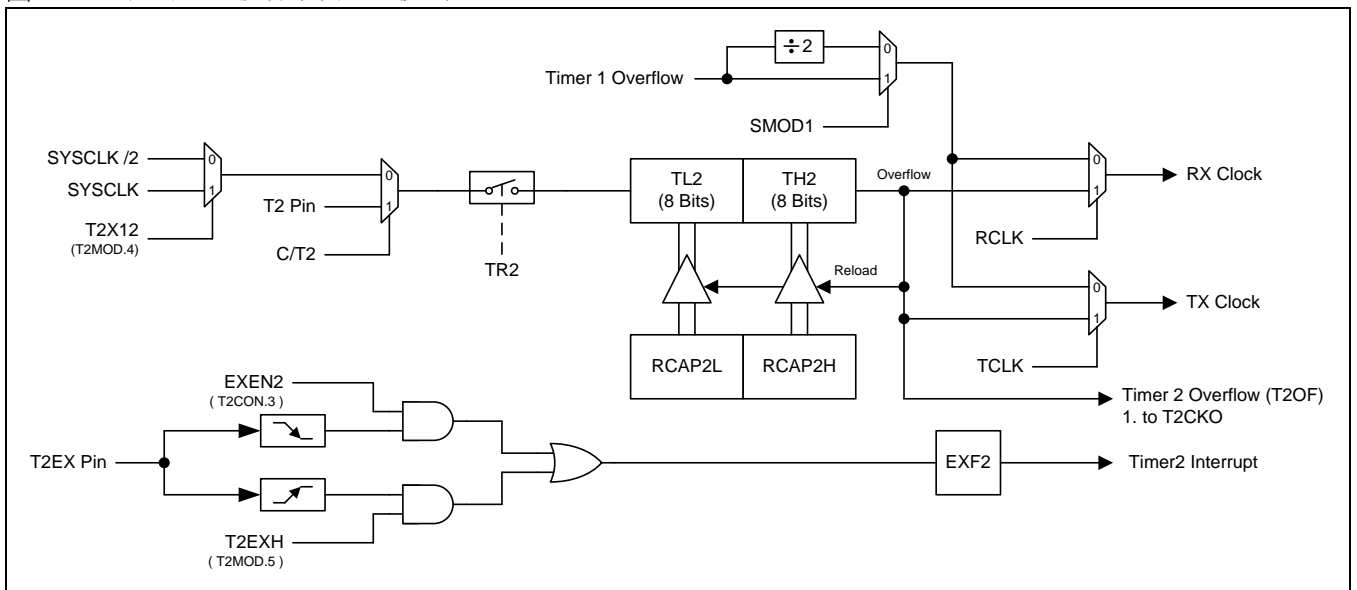 ÷2
0
Timer 1 Overflow
1
SMOD1
SYSCLK /2
0
SYSCLK
1
T2X12
(T2MOD.4)
0
T2 Pin
1
C/T2
TR2
TL2
(8 Bits)
TH2
(8 Bits)
Overflow
0
1
RX Clock
RCLK
Reload
0
1
TX Clock
RCAP2L
RCAP2H
TCLK
Timer 2 Overflow (T2OF)
1. to T2CKO
EXEN2
( T2CON.3 )
T2EX Pin
EXF2
Timer2 Interrupt
T2EXH
( T2MOD.5 )